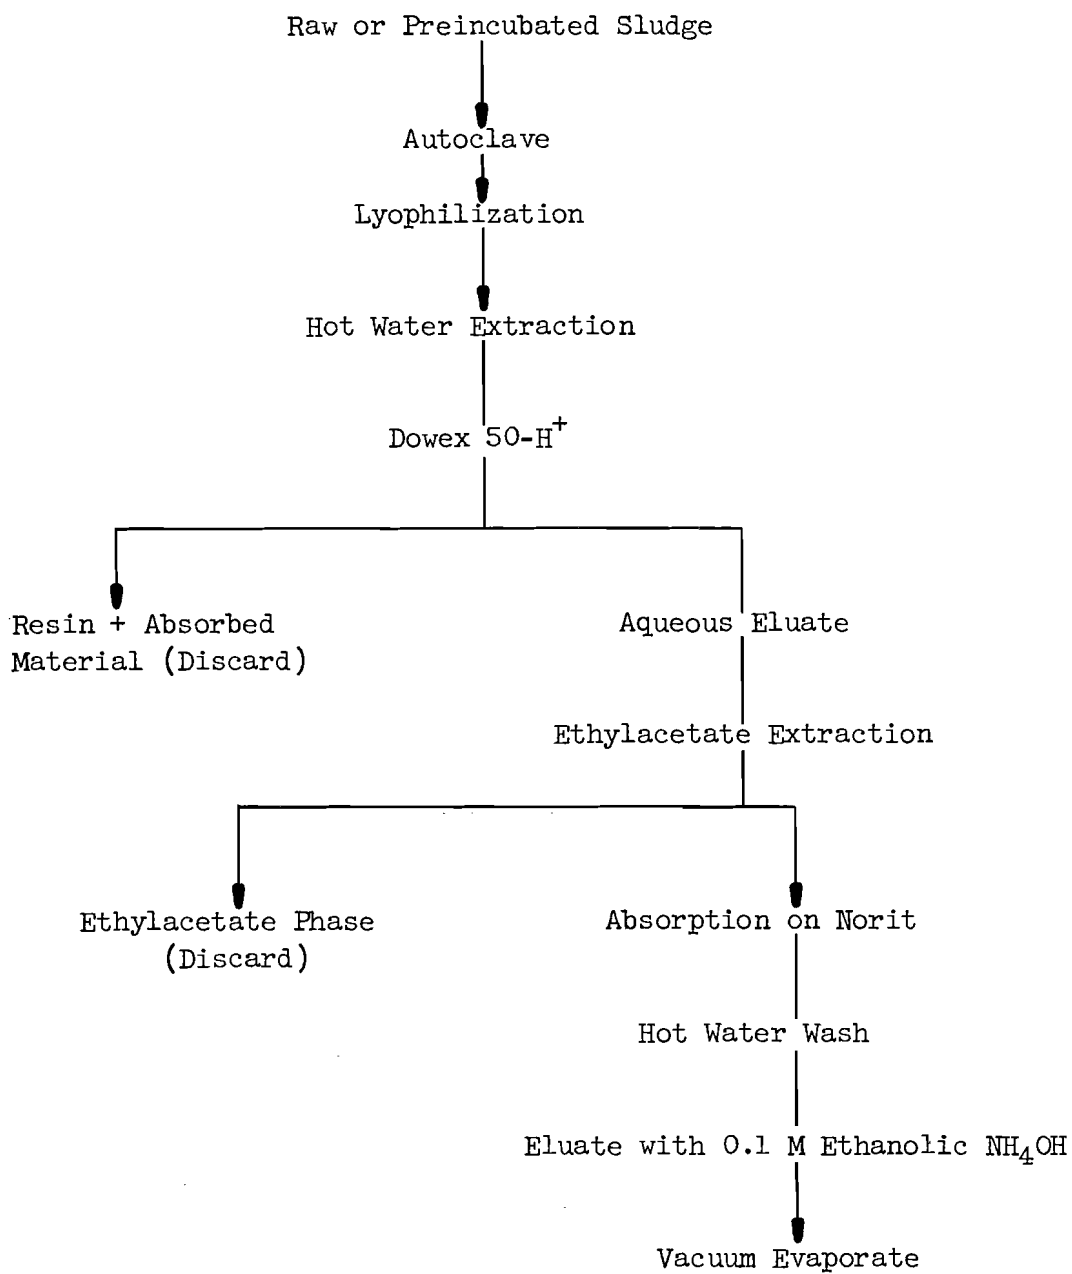 Raw or Preincubated Sludge
Autoclave
Lyophilization
Hot Water Extraction
Dowex 50-H⁺
Resin + Absorbed
Material (Discard)
Aqueous Eluate
Ethylacetate Extraction
Ethylacetate Phase
(Discard)
Absorption on Norit
Hot Water Wash
Eluate with 0.1 M Ethanolic NH₄OH
Vacuum Evaporate